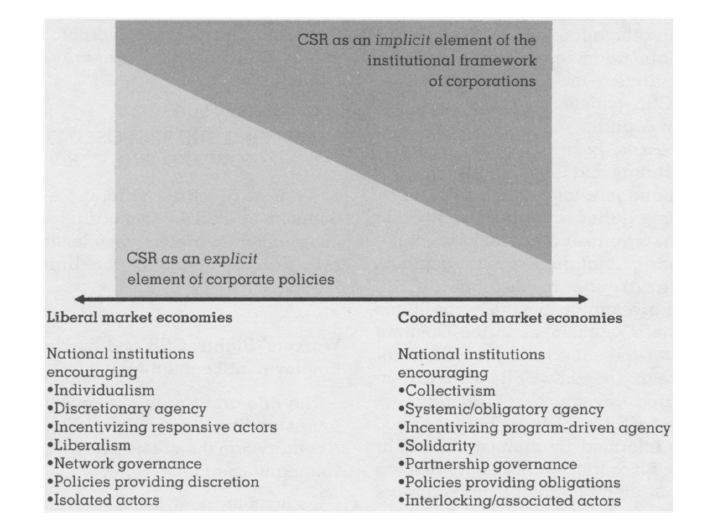 CSR as an implicit element of the
institutional framework
of corporations
CSR as an explicit
element of corporate policies
Liberal market economies
National institutions
encouraging
•Individualism
•Discretionary agency
•Incentivizing responsive actors
•Liberalism
•Network governance
•Policies providing discretion
•Isolated actors
Coordinated market economies
National institutions
encouraging
•Collectivism
•Systemic/obligatory agency
•Incentivizing program-driven agency
•Solidarity
•Partnership governance
•Policies providing obligations
•Interlocking/associated actors